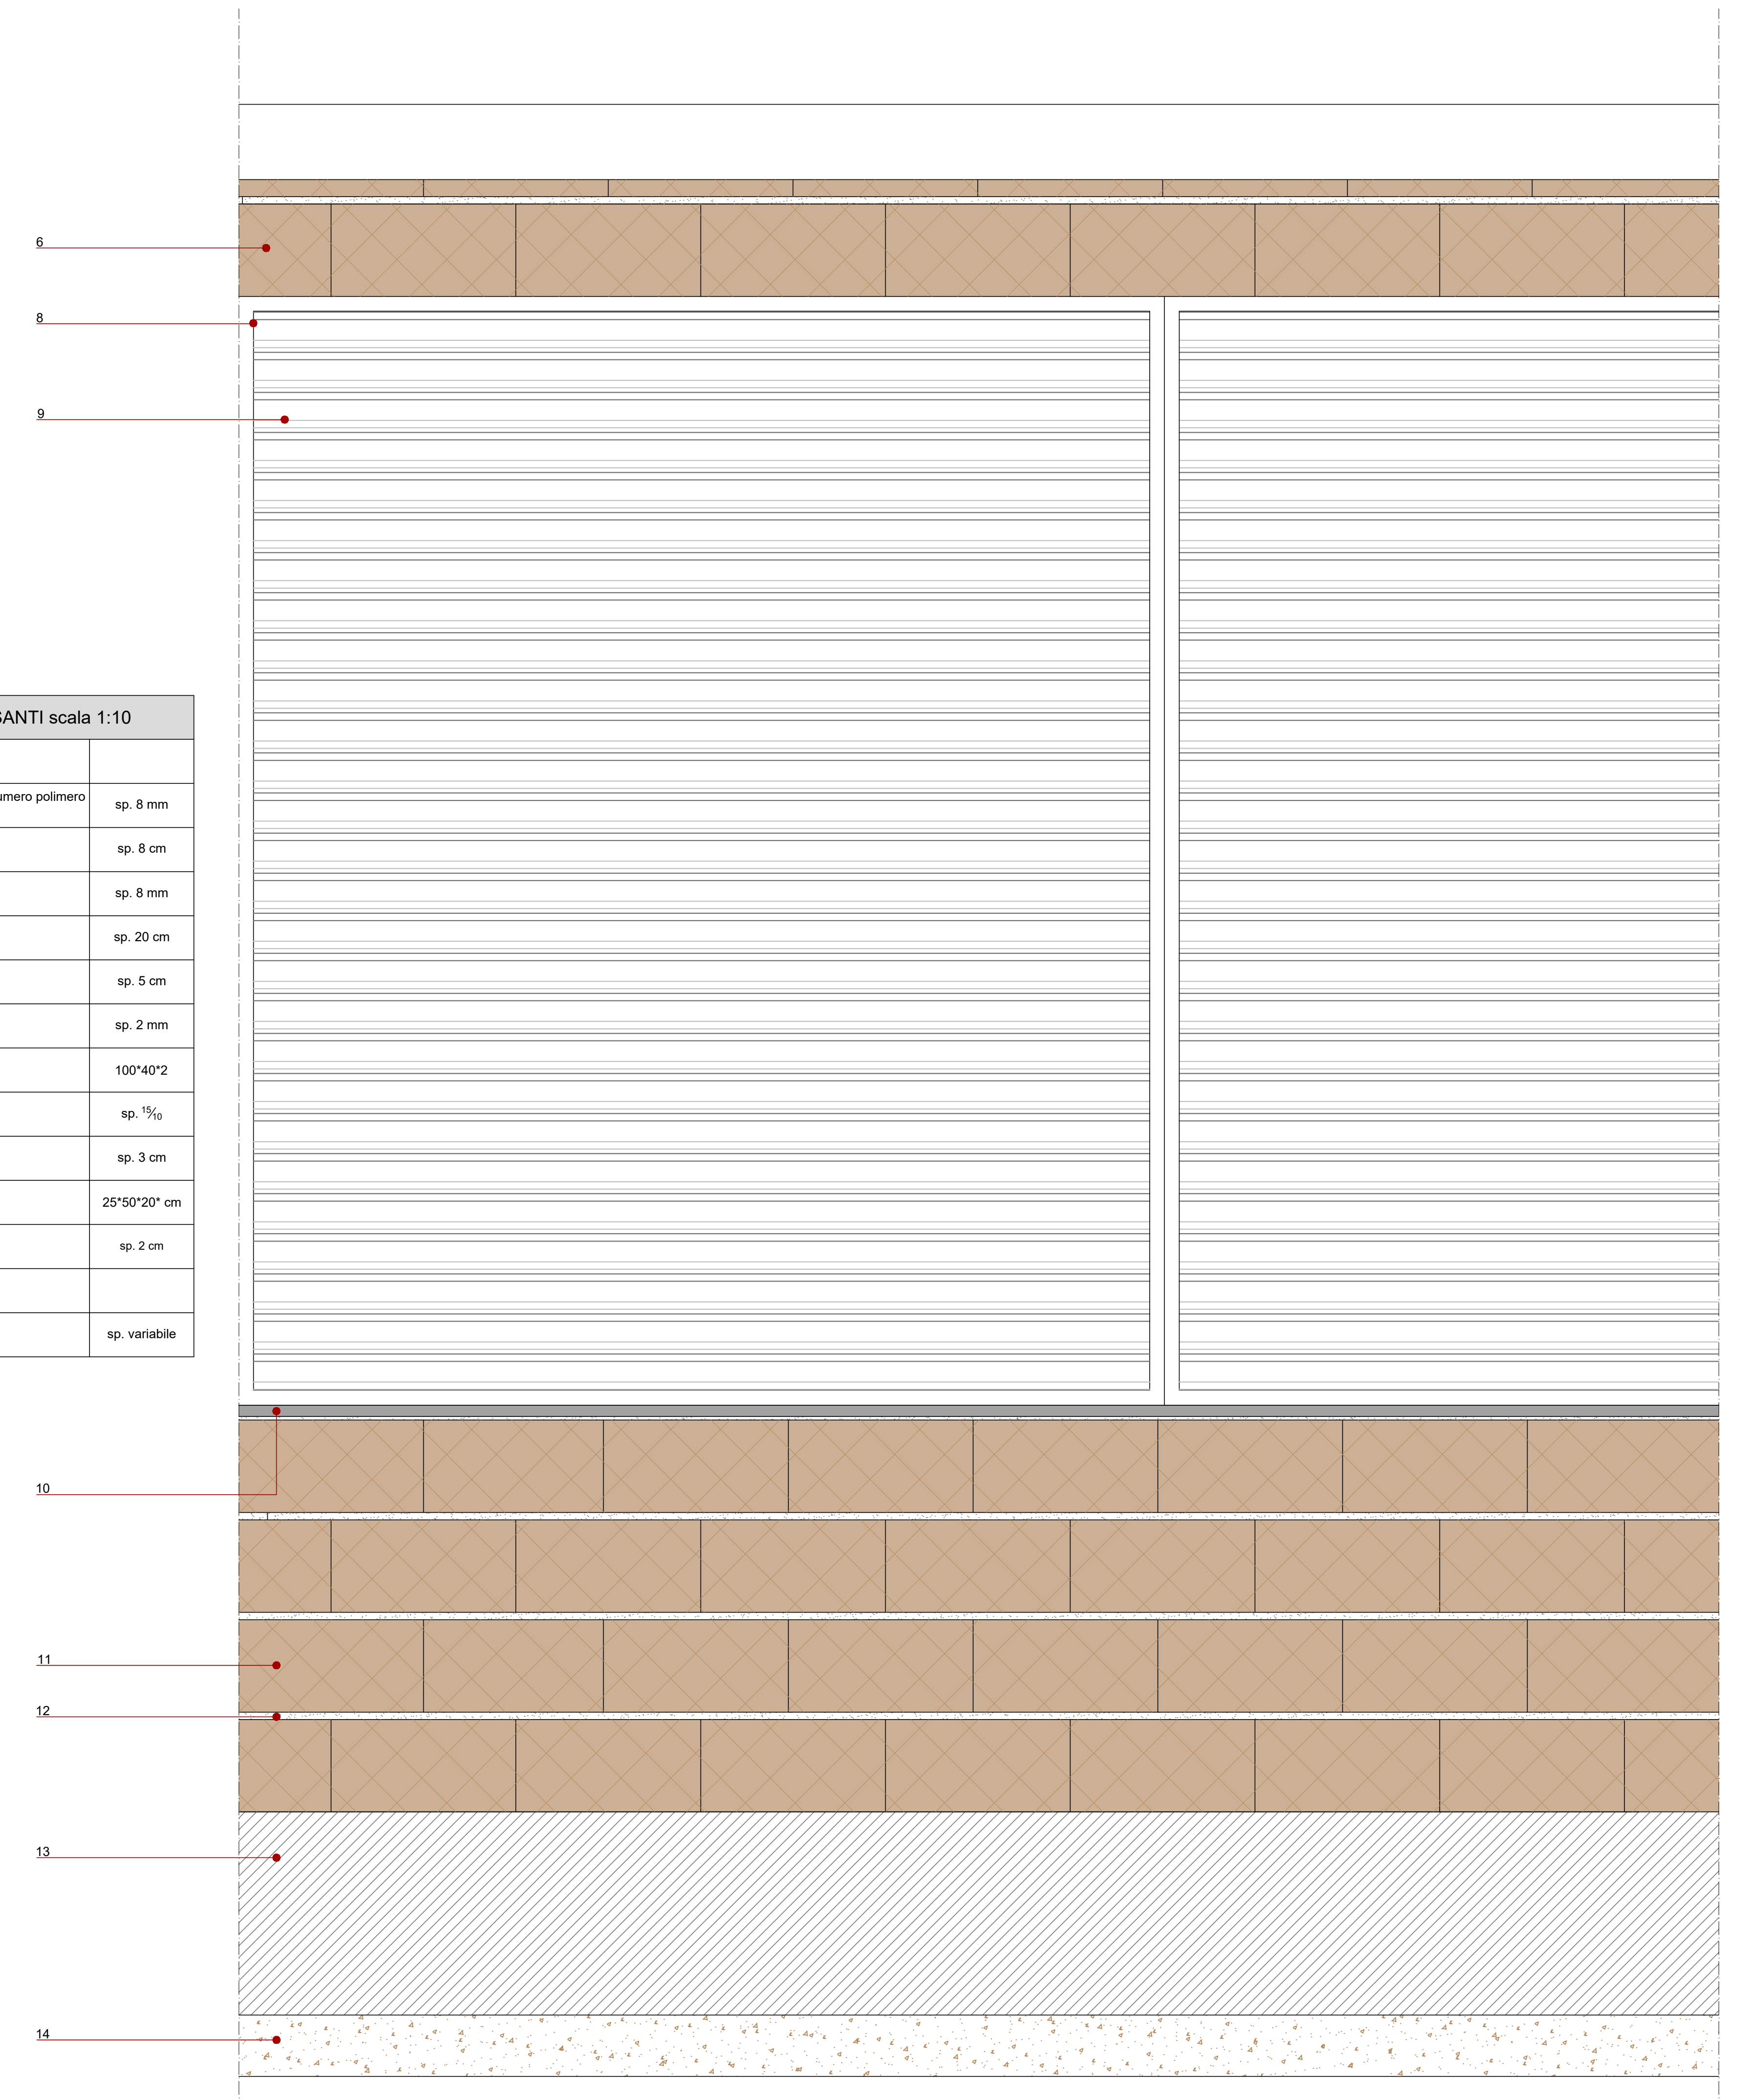 6
8
9
SANTI scala 1:10
umero polimero
sp. 8 mm
sp. 8 cm
sp. 8 mm
sp. 20 cm
sp. 5 cm
sp. 2 mm
100*40*2
sp. 15⁄10
sp. 3 cm
25*50*20* cm
sp. 2 cm
sp. variabile
10
11
12
13
14